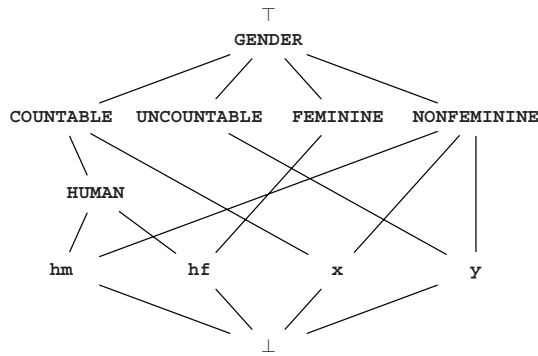 ⊤
GENDER
COUNTABLE UNCOUNTABLE FEMININE NONFEMININE
HUMAN
hm hf x y
⊥